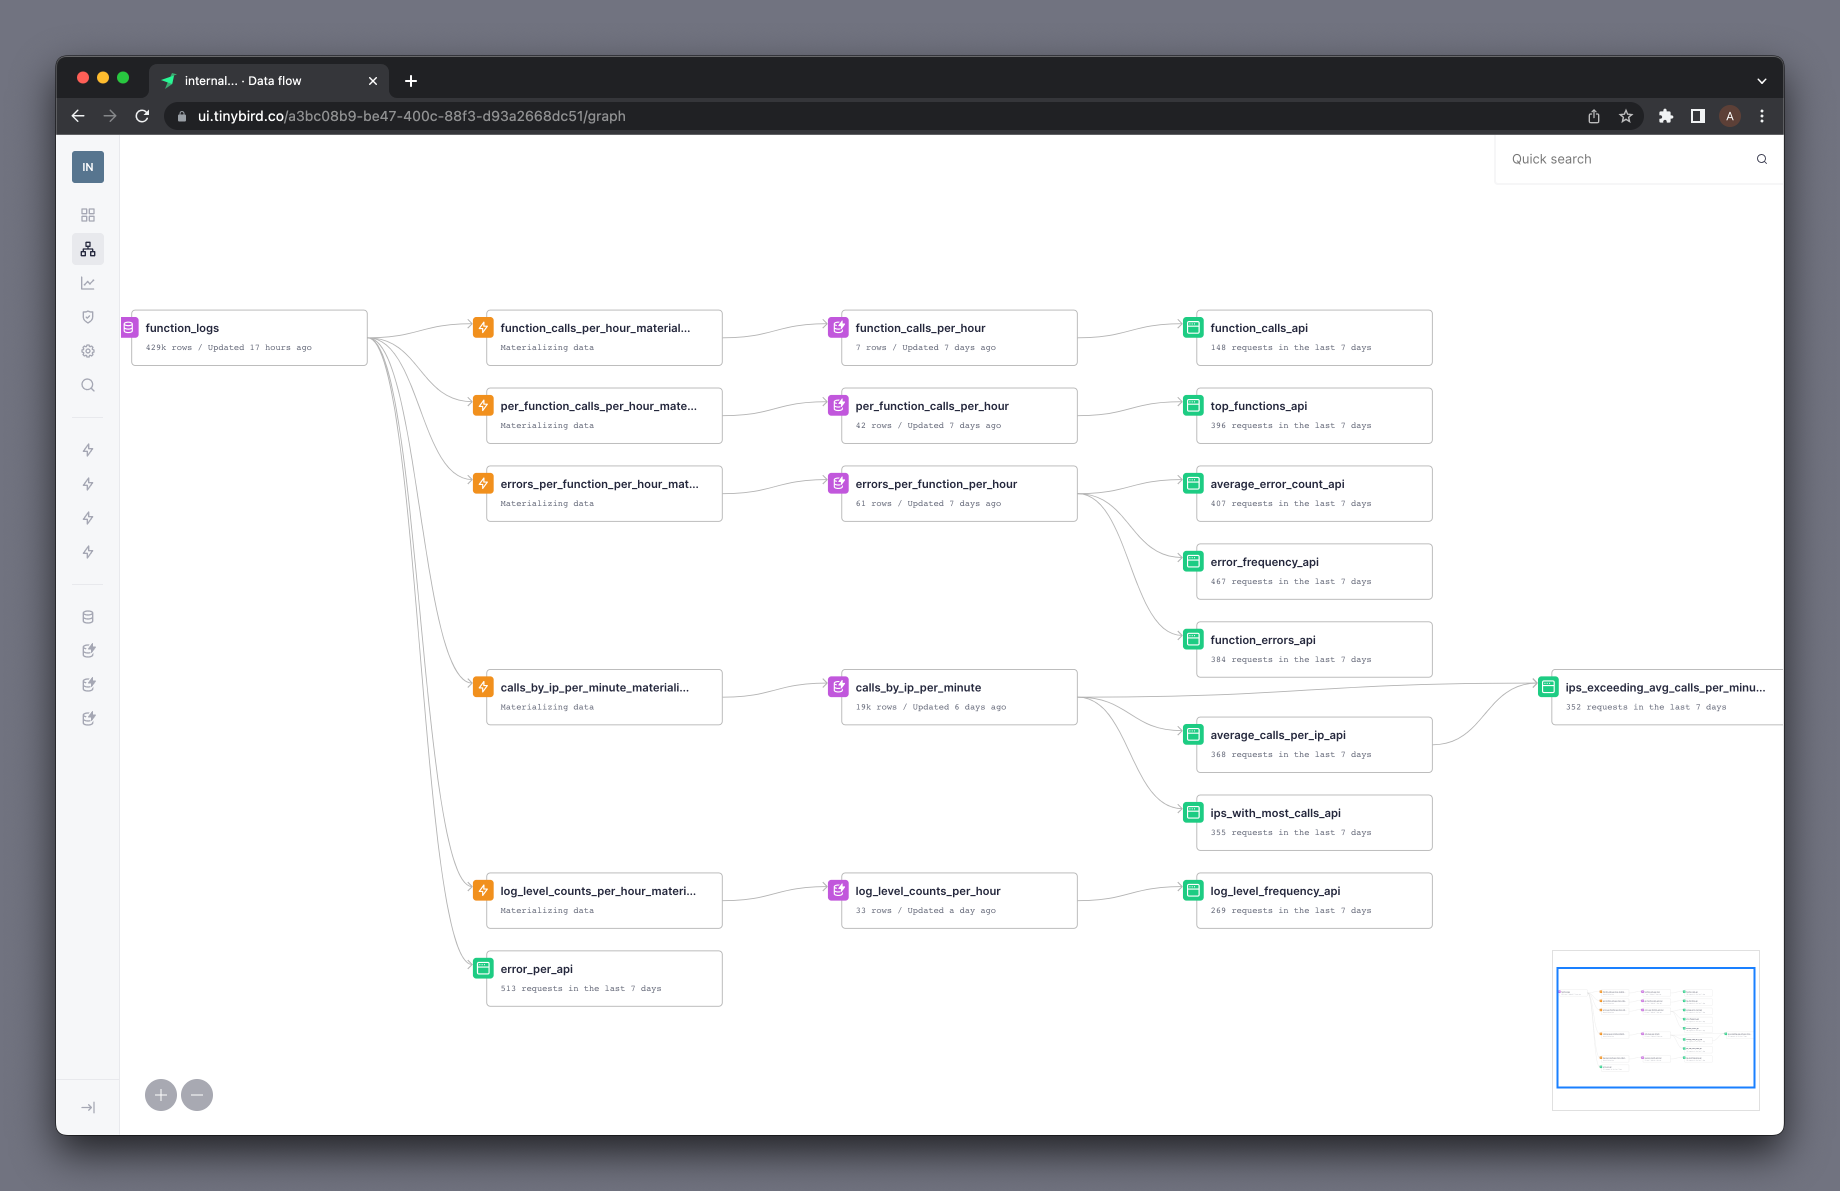 internal... · Data flow
ui.tinybird.co/a3bc08b9-be47-400c-88f3-d93a2668dc51/graph
A
IN
Quick search
function_logs
429k rows / Updated 17 hours ago
function_calls_per_hour_material...
Materializing data
function_calls_per_hour
7 rows / Updated 7 days ago
function_calls_api
148 requests in the last 7 days
per_function_calls_per_hour_mate...
Materializing data
per_function_calls_per_hour
42 rows / Updated 7 days ago
top_functions_api
396 requests in the last 7 days
errors_per_function_per_hour_mat...
Materializing data
errors_per_function_per_hour
61 rows / Updated 7 days ago
average_error_count_api
407 requests in the last 7 days
error_frequency_api
467 requests in the last 7 days
function_errors_api
384 requests in the last 7 days
calls_by_ip_per_minute_materiali...
Materializing data
calls_by_ip_per_minute
19k rows / Updated 6 days ago
ips_exceeding_avg_calls_per_minu...
352 requests in the last 7 days
average_calls_per_ip_api
368 requests in the last 7 days
ips_with_most_calls_api
355 requests in the last 7 days
log_level_counts_per_hour_materi...
Materializing data
log_level_counts_per_hour
33 rows / Updated a day ago
log_level_frequency_api
269 requests in the last 7 days
error_per_api
513 requests in the last 7 days